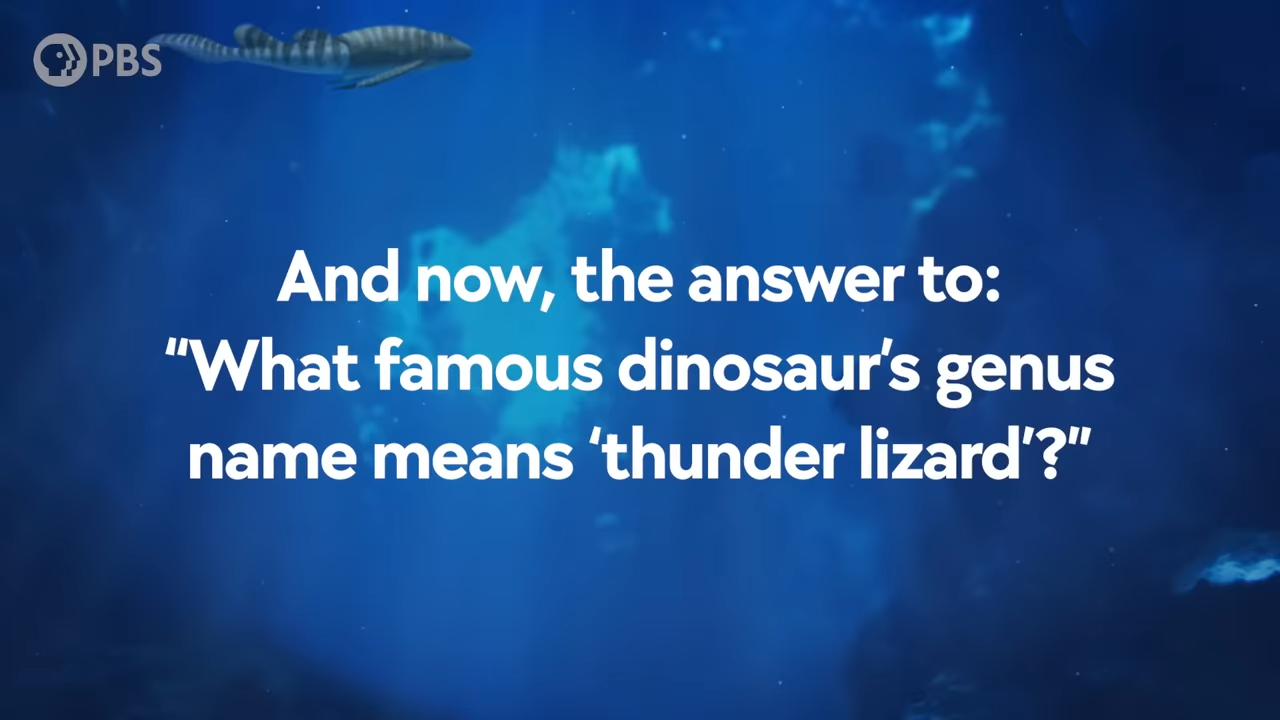 PBS
And now, the answer to:
“What famous dinosaur’s genus
name means ‘thunder lizard’?”